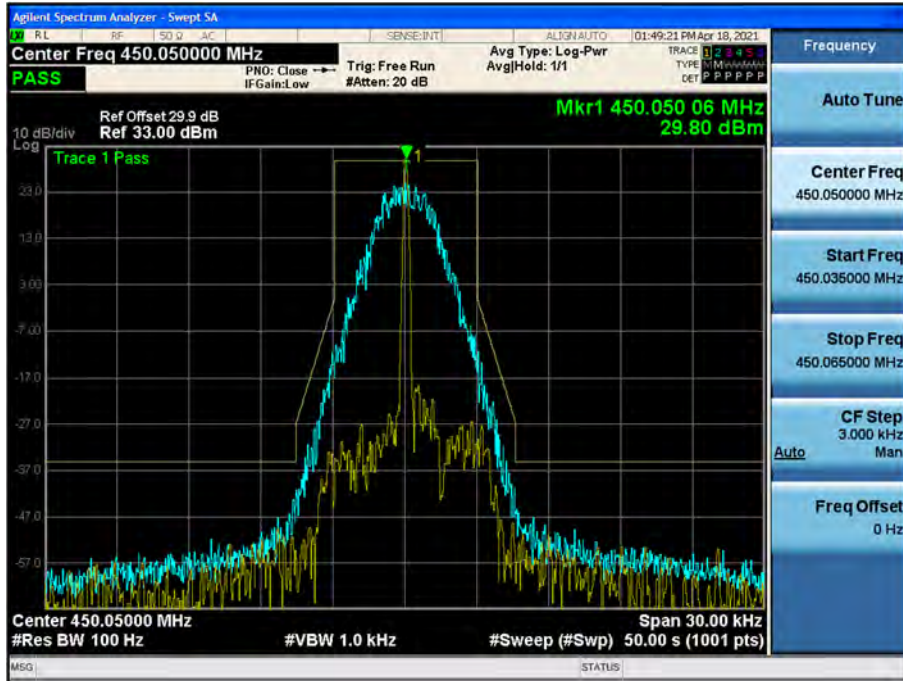 Agilent Spectrum Analyzer - Swept SA
RL RF 50 Ω AC SENSE:INT ALIGN AUTO 01:49:21 PM Apr 18, 2021
Center Freq 450.050000 MHz
PASS
PNO: Close
IFGain:Low
Trig: Free Run
#Atten: 20 dB
Avg Type: Log-Pwr
Avg|Hold: 1/1
TRACE 1 2 3 4 5
TYPE M M
DET P P P P P P
Ref Offset 29.9 dB
10 dB/div Ref 33.00 dBm
Log
Mkr1 450.050 06 MHz
29.80 dBm
Trace 1 Pass
1
23.0
13.0
3.00
-7.00
-17.0
-27.0
-37.0
-47.0
-57.0
Center 450.05000 MHz
Span 30.00 kHz
#Res BW 100 Hz
#VBW 1.0 kHz
#Sweep (#Swp) 50.00 s (1001 pts)
MSG
STATUS
Frequency
Auto Tune
Center Freq
450.050000 MHz
Start Freq
450.035000 MHz
Stop Freq
450.065000 MHz
CF Step
3.000 kHz
Auto Man
Freq Offset
0 Hz